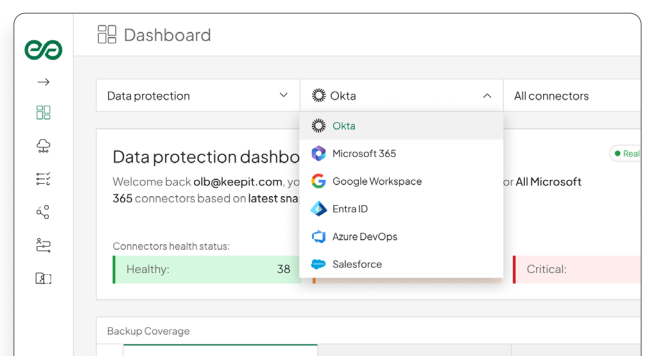 Dashboard
Data protection
Okta
All connectors
Okta
Microsoft 365
Google Workspace
Entra ID
Azure DevOps
Salesforce
Data protection dashbo
Real
Welcome back olb@keepit.com, yo
or All Microsoft
365 connectors based on latest sna
Connectors health status:
Healthy: 38
Critical:
Backup Coverage